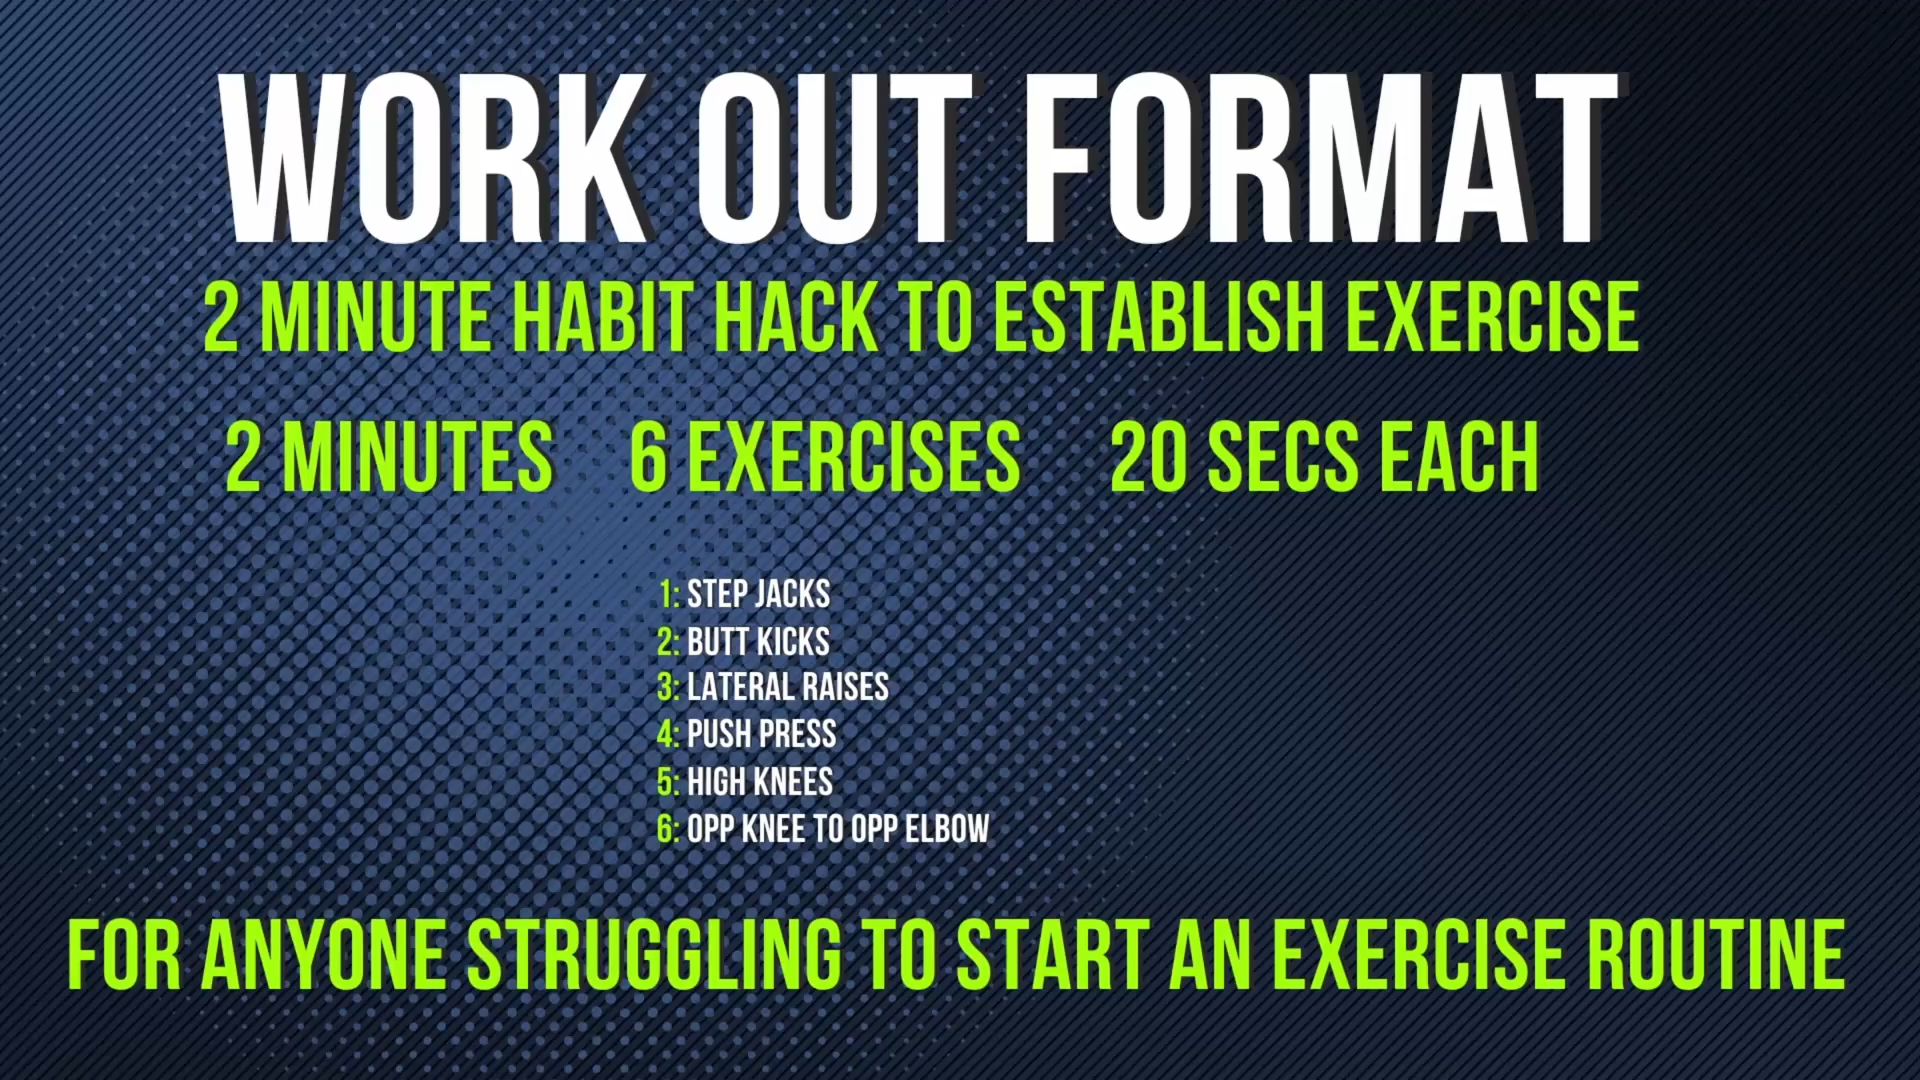 WORK OUT FORMAT
2 MINUTE HABIT HACK TO ESTABLISH EXERCISE
2 MINUTES 6 EXERCISES 20 SECS EACH
1: STEP JACKS
2: BUTT KICKS
3: LATERAL RAISES
4: PUSH PRESS
5: HIGH KNEES
6: OPP KNEE TO OPP ELBOW
FOR ANYONE STRUGGLING TO START AN EXERCISE ROUTINE